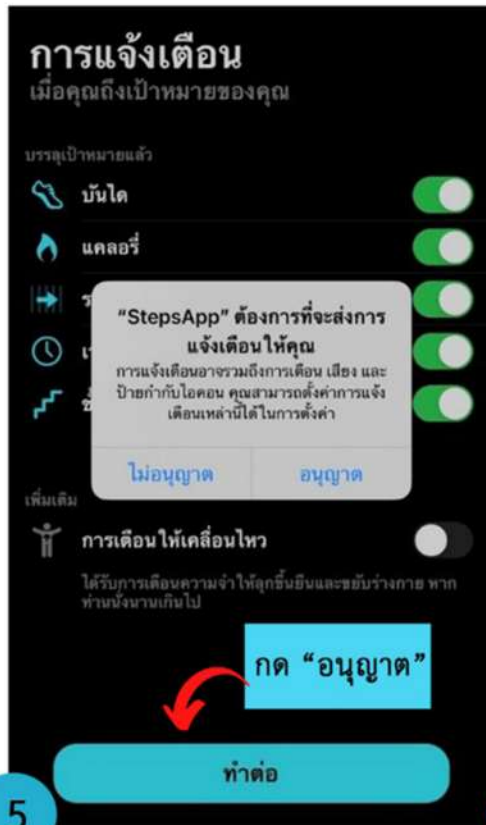 การแจ้งเตือน
เมื่อคุณถึงเป้าหมายของคุณ
บรรลุเป้าหมายแล้ว
บันได
แคลอรี่
"StepsApp" ต้องการที่จะส่งการ
แจ้งเตือนให้คุณ
การแจ้งเตือนอาจรวมถึงการเตือน เสียง และ
ป้ายกำกับไอคอน คุณสามารถตั้งค่าการแจ้ง
เตือนเหล่านี้ได้ในการตั้งค่า
ไม่อนุญาต
อนุญาต
เพิ่มเติม
การเตือนให้เคลื่อนไหว
ได้รับการเตือนความจำให้ลุกขึ้นยืนและขยับร่างกาย หาก
ท่านนั่งนานเกินไป
กด “อนุญาต”
ทำต่อ
5